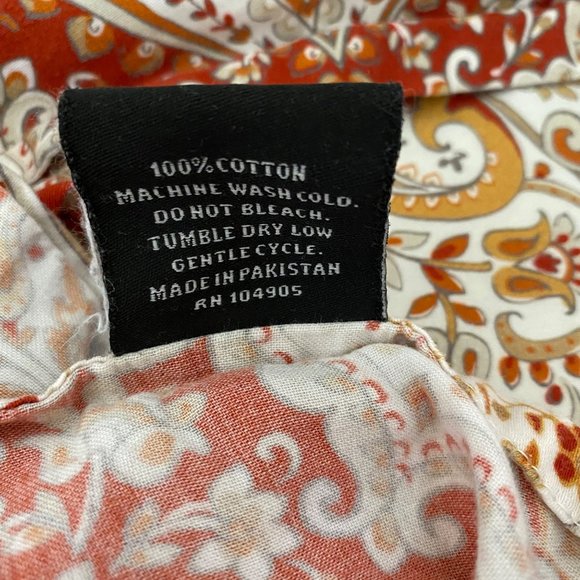 100% COTTON
MACHINE WASH COLD.
DO NOT BLEACH.
TUMBLE DRY LOW
GENTLE CYCLE.
MADE IN PAKISTAN
RN 104905